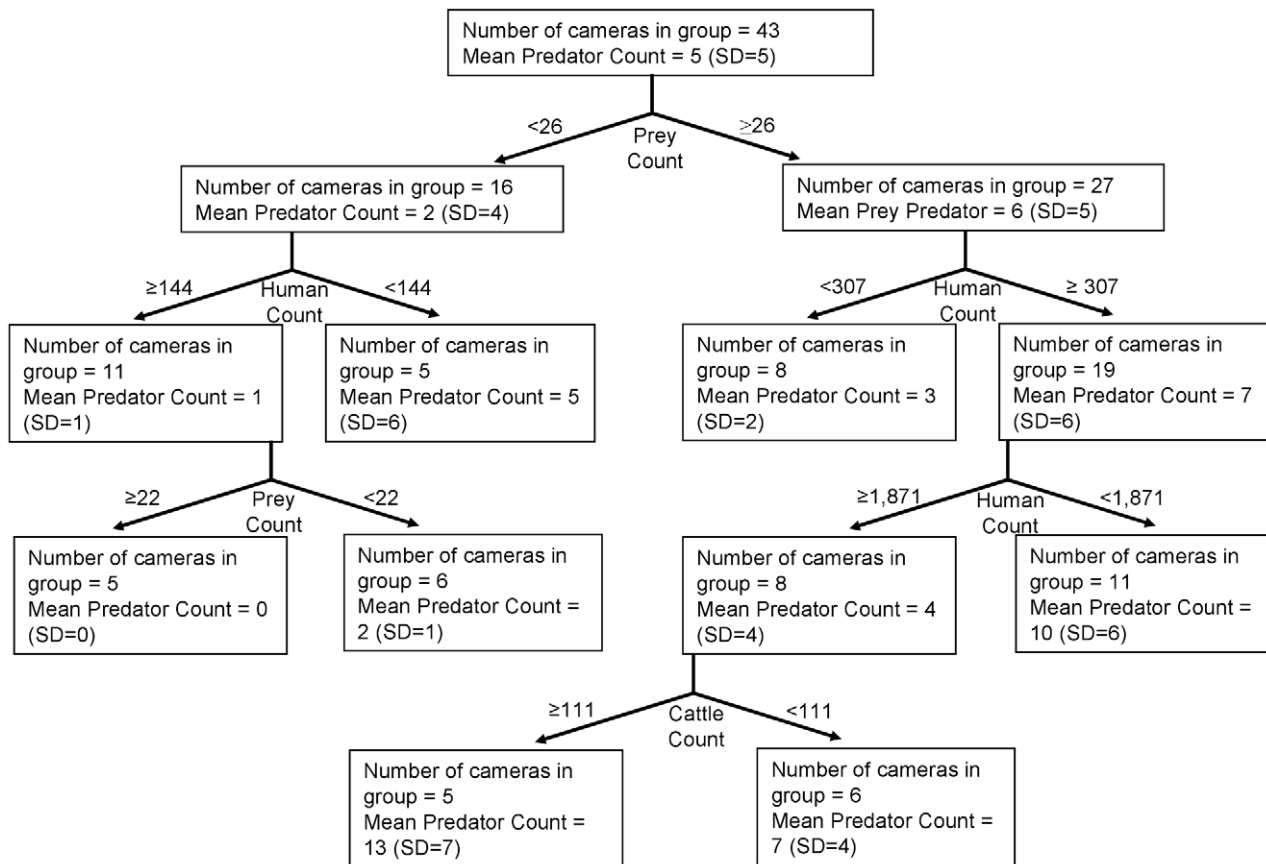 Number of cameras in group = 43
Mean Predator Count = 5 (SD=5)
<26
Prey
Count
≥26
Number of cameras in group = 16
Mean Predator Count = 2 (SD=4)
Number of cameras in group = 27
Mean Prey Predator = 6 (SD=5)
≥144
Human
Count
<144
<307
Human
Count
≥ 307
Number of cameras in
group = 11
Mean Predator Count = 1
(SD=1)
Number of cameras in
group = 5
Mean Predator Count = 5
(SD=6)
Number of cameras in
group = 8
Mean Predator Count = 3
(SD=2)
Number of cameras in
group = 19
Mean Predator Count = 7
(SD=6)
≥22
Prey
Count
<22
≥1,871
Human
Count
<1,871
Number of cameras in
group = 5
Mean Predator Count = 0
(SD=0)
Number of cameras in
group = 6
Mean Predator Count =
2 (SD=1)
Number of cameras in
group = 8
Mean Predator Count = 4
(SD=4)
Number of cameras in
group = 11
Mean Predator Count =
10 (SD=6)
≥111
Cattle
Count
<111
Number of cameras in
group = 5
Mean Predator Count =
13 (SD=7)
Number of cameras in
group = 6
Mean Predator Count =
7 (SD=4)